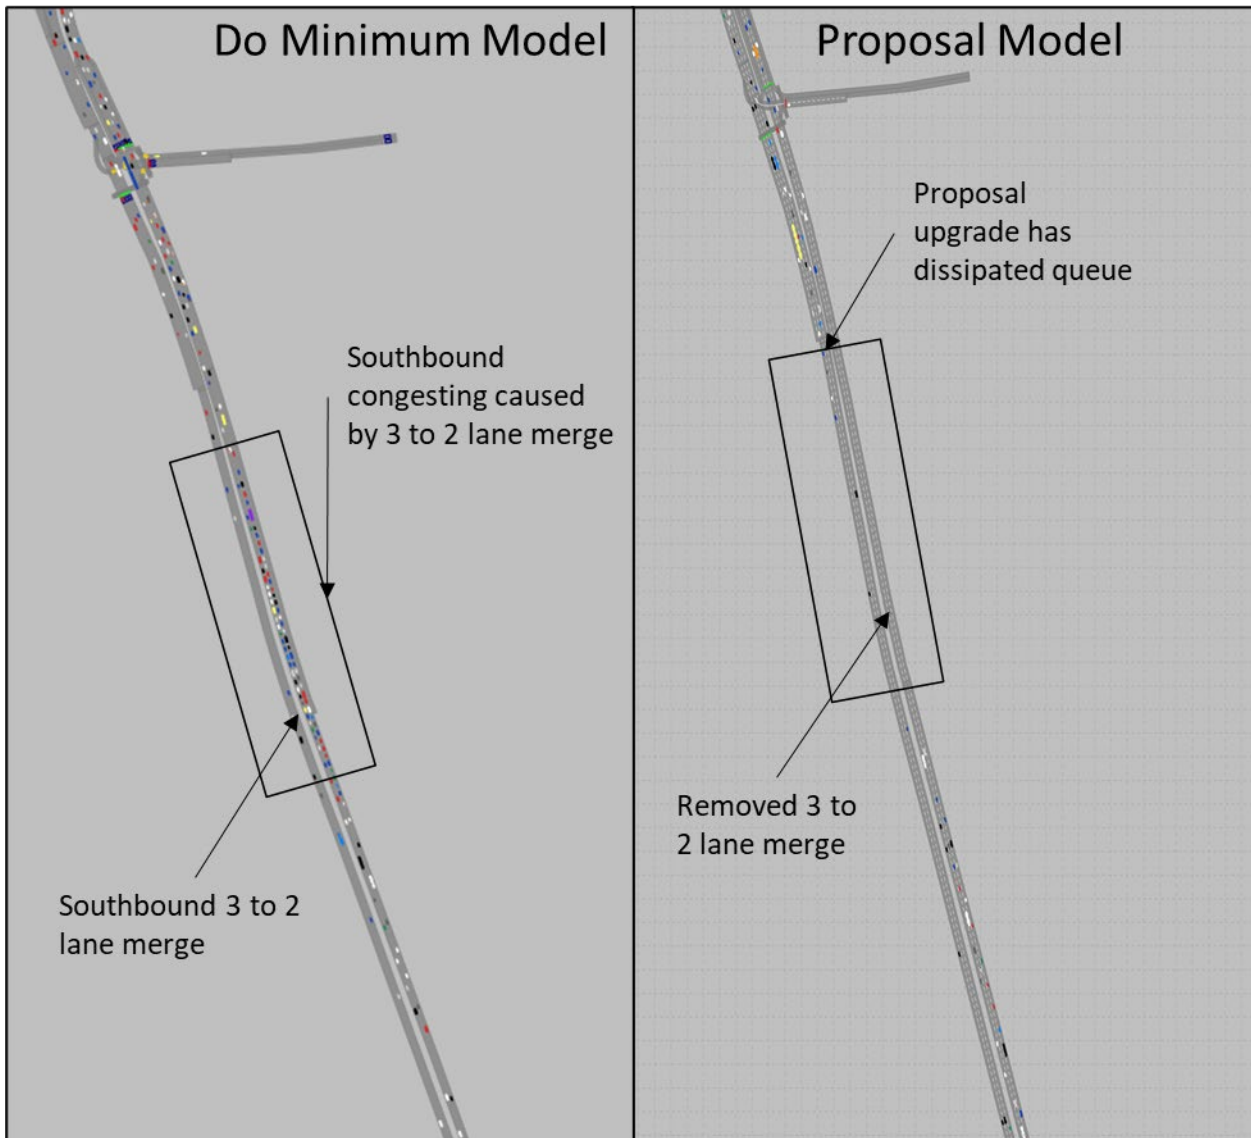 Do Minimum Model
Proposal Model
Proposal
upgrade has
dissipated queue
Southbound
congesting caused
by 3 to 2 lane merge
Removed 3 to
2 lane merge
Southbound 3 to 2
lane merge